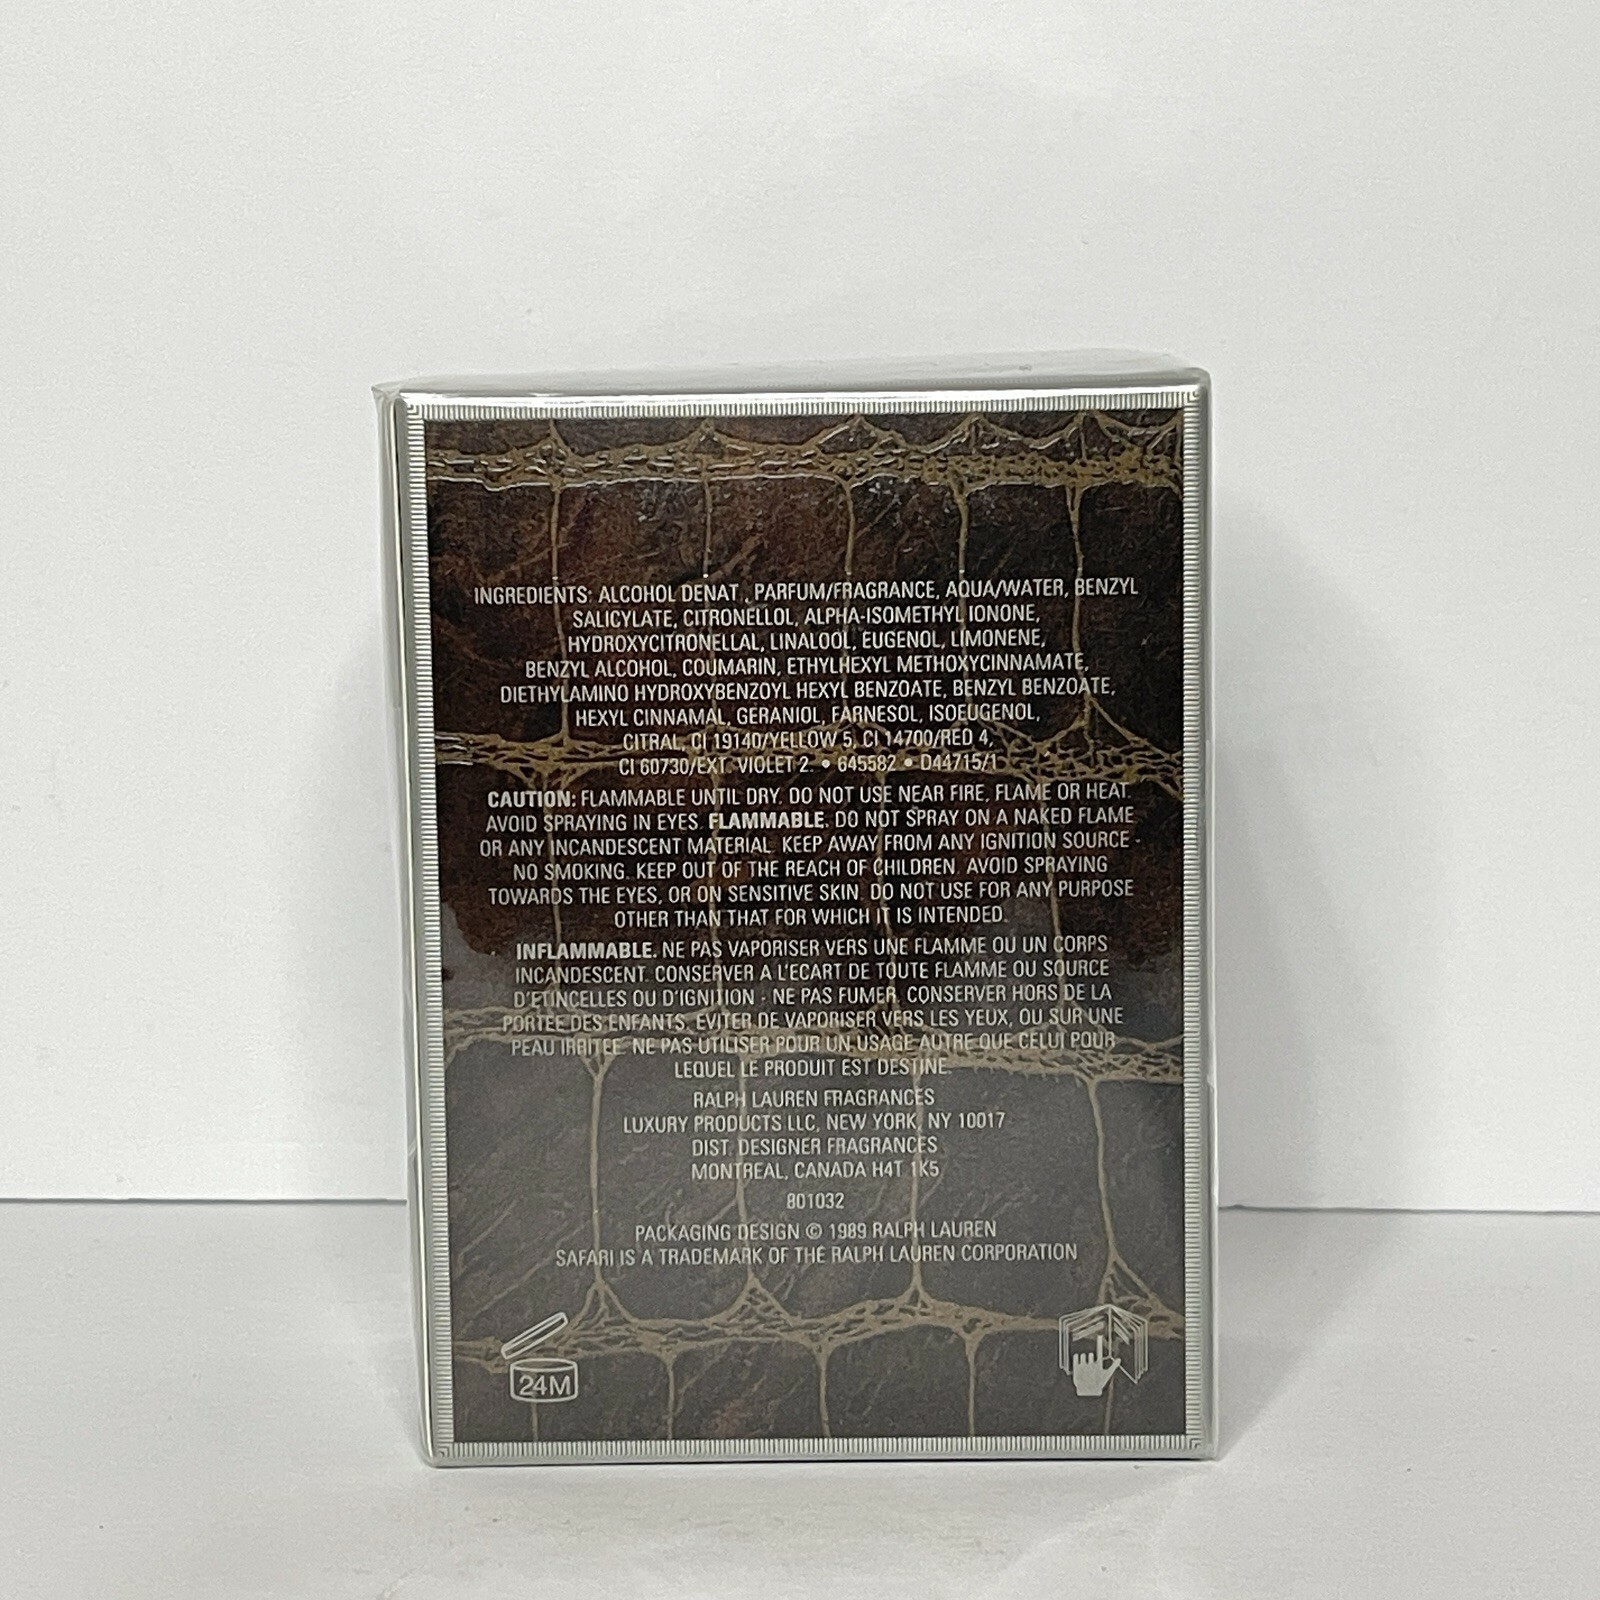 INGREDIENTS: ALCOHOL DENAT., PARFUM/FRAGRANCE, AQUA/WATER, BENZYL
SALICYLATE, CITRONELLOL, ALPHA-ISOMETHYL IONONE,
HYDROXYCITRONELLAL, LINALOOL, EUGENOL, LIMONENE,
BENZYL ALCOHOL, COUMARIN, ETHYLHEXYL METHOXYCINNAMATE,
DIETHYLAMINO HYDROXYBENZOYL HEXYL BENZOATE, BENZYL BENZOATE,
HEXYL CINNAMAL, GERANIOL, FARNESOL, ISOEUGENOL,
CITRAL, CI 19140/YELLOW 5, CI 14700/RED 4,
CI 60730/EXT. VIOLET 2. • 645582 • D44715/1
CAUTION: FLAMMABLE UNTIL DRY. DO NOT USE NEAR FIRE, FLAME OR HEAT.
AVOID SPRAYING IN EYES. FLAMMABLE. DO NOT SPRAY ON A NAKED FLAME
OR ANY INCANDESCENT MATERIAL. KEEP AWAY FROM ANY IGNITION SOURCE -
NO SMOKING. KEEP OUT OF THE REACH OF CHILDREN. AVOID SPRAYING
TOWARDS THE EYES, OR ON SENSITIVE SKIN. DO NOT USE FOR ANY PURPOSE
OTHER THAN THAT FOR WHICH IT IS INTENDED.
INFLAMMABLE. NE PAS VAPORISER VERS UNE FLAMME OU UN CORPS
INCANDESCENT. CONSERVER A L'ECART DE TOUTE FLAMME OU SOURCE
D'ETINCELLES OU D'IGNITION - NE PAS FUMER. CONSERVER HORS DE LA
PORTEE DES ENFANTS. EVITER DE VAPORISER VERS LES YEUX, OU SUR UNE
PEAU IRRITEE. NE PAS UTILISER POUR UN USAGE AUTRE QUE CELUI POUR
LEQUEL LE PRODUIT EST DESTINE.
RALPH LAUREN FRAGRANCES
LUXURY PRODUCTS LLC, NEW YORK, NY 10017
DIST. DESIGNER FRAGRANCES
MONTREAL, CANADA H4T 1K5
801032
PACKAGING DESIGN © 1989 RALPH LAUREN
SAFARI IS A TRADEMARK OF THE RALPH LAUREN CORPORATION
24M